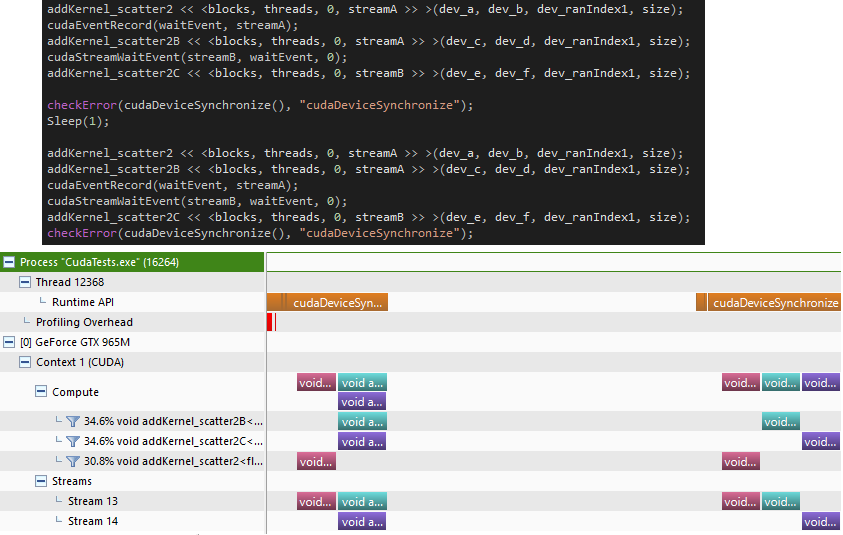 addKernel_scatter2 << <blocks, threads, 0, streamA >> >(dev_a, dev_b, dev_ranIndex1, size);
cudaEventRecord(waitEvent, streamA);
addKernel_scatter2B << <blocks, threads, 0, streamA >> >(dev_c, dev_d, dev_ranIndex1, size);
cudaStreamWaitEvent(streamB, waitEvent, 0);
addKernel_scatter2C << <blocks, threads, 0, streamB >> >(dev_e, dev_f, dev_ranIndex1, size);
checkError(cudaDeviceSynchronize(), "cudaDeviceSynchronize");
Sleep(1);
addKernel_scatter2 << <blocks, threads, 0, streamA >> >(dev_a, dev_b, dev_ranIndex1, size);
addKernel_scatter2B << <blocks, threads, 0, streamA >> >(dev_c, dev_d, dev_ranIndex1, size);
cudaEventRecord(waitEvent, streamA);
cudaStreamWaitEvent(streamB, waitEvent, 0);
addKernel_scatter2C << <blocks, threads, 0, streamB >> >(dev_e, dev_f, dev_ranIndex1, size);
checkError(cudaDeviceSynchronize(), "cudaDeviceSynchronize");
Process "CudaTests.exe" (16264)
Thread 12368
Runtime API cudaDeviceSyn... cudaDeviceSynchronize
Profiling Overhead
[0] GeForce GTX 965M
Context 1 (CUDA)
Compute void... void a... void... void... void...
void a...
34.6% void addKernel_scatter2B<... void a... void...
34.6% void addKernel_scatter2C<... void a... void...
30.8% void addKernel_scatter2<fl... void... void...
Streams
Stream 13 void... void a... void... void...
Stream 14 void a... void...